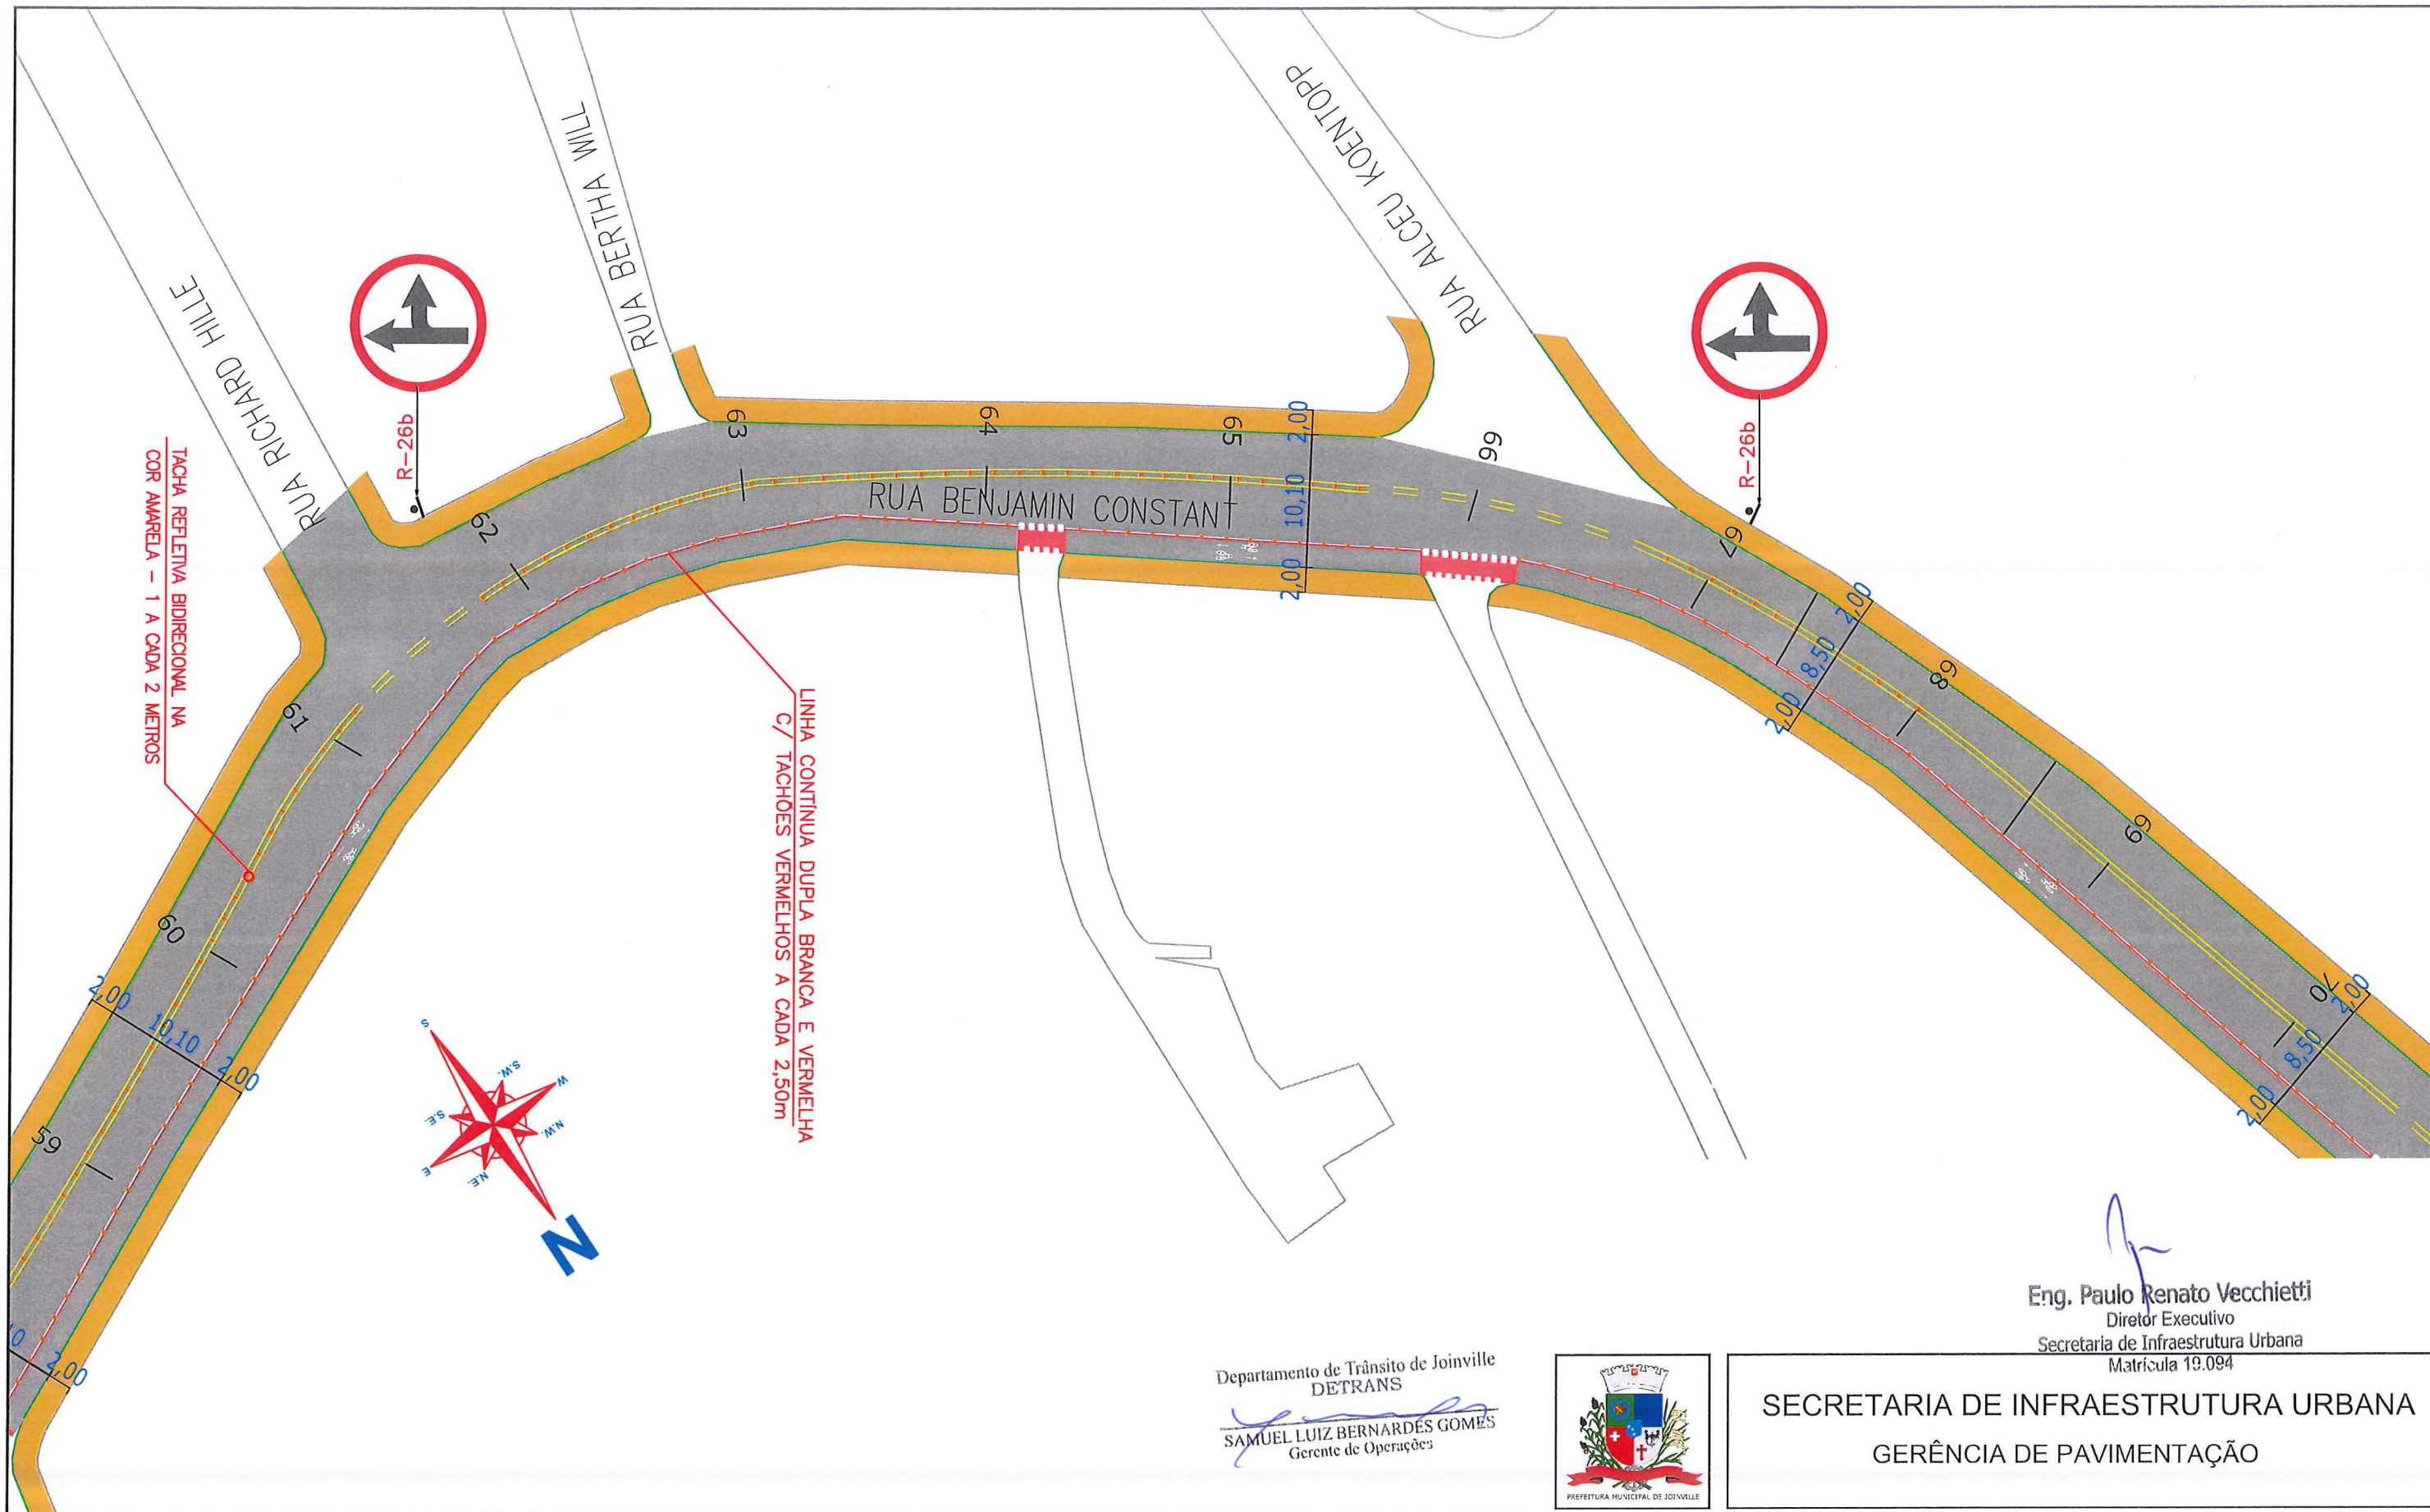 RUA RICHARD HILLE
RUA BERTHA WILL
RUA ALCEU KOENTOPP
R-26b
R-26b
TACHA REFLETIVA BIDIRECIONAL NA
COR AMARELA - 1 A CADA 2 METROS
RUA BENJAMIN CONSTANT
LINHA CONTÍNUA DUPLA BRANCA E VERMELHA
C/ TACHÕES VERMELHOS A CADA 2,50m
59
60
61
62
63
64
65
66
67
68
69
70
2,00
10,10
2,00
2,00
8,50
2,00
2,00
8,50
2,00
2,00
10,10
2,00
2,00
S
S.W.
W
N.W.
S.E.
E
N.E.
N
Eng. Paulo Renato Vecchietti
Diretor Executivo
Secretaria de Infraestrutura Urbana
Matrícula 19.094
Departamento de Trânsito de Joinville
DETRANS
SAMUEL LUIZ BERNARDES GOMES
Gerente de Operações
PREFEITURA MUNICIPAL DE JOINVILLE
SECRETARIA DE INFRAESTRUTURA URBANA
GERÊNCIA DE PAVIMENTAÇÃO